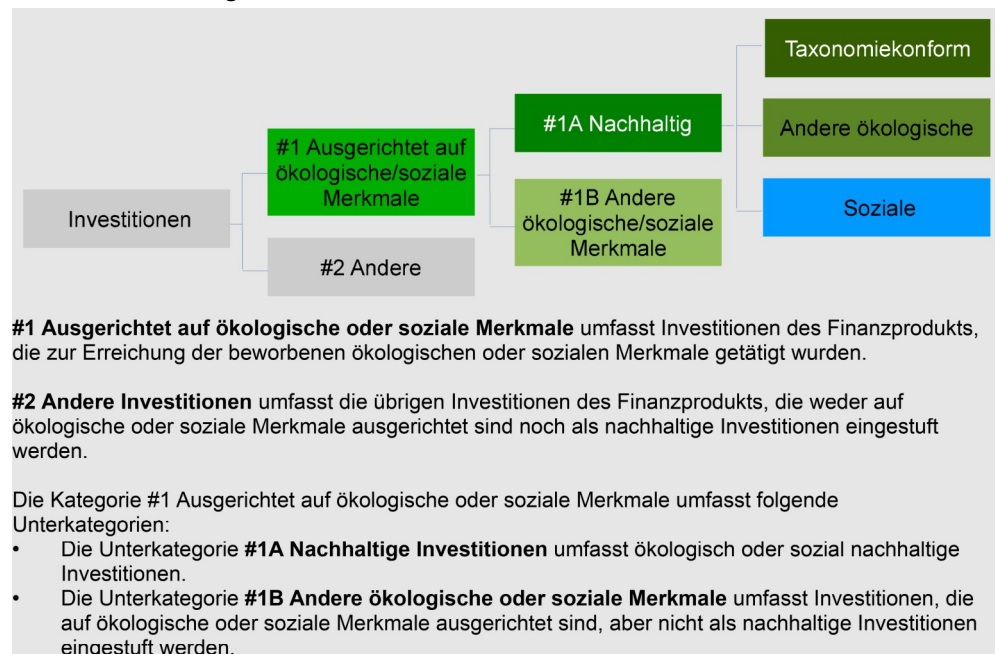 Investitionen
#1 Ausgerichtet auf
ökologische/soziale
Merkmale
#2 Andere
#1A Nachhaltig
#1B Andere
ökologische/soziale
Merkmale
Taxonomiekonform
Andere ökologische
Soziale
#1 Ausgerichtet auf ökologische oder soziale Merkmale umfasst Investitionen des Finanzprodukts,
die zur Erreichung der beworbenen ökologischen oder sozialen Merkmale getätigt wurden.
#2 Andere Investitionen umfasst die übrigen Investitionen des Finanzprodukts, die weder auf
ökologische oder soziale Merkmale ausgerichtet sind noch als nachhaltige Investitionen eingestuft
werden.
Die Kategorie #1 Ausgerichtet auf ökologische oder soziale Merkmale umfasst folgende
Unterkategorien:
• Die Unterkategorie #1A Nachhaltige Investitionen umfasst ökologisch oder sozial nachhaltige
Investitionen.
• Die Unterkategorie #1B Andere ökologische oder soziale Merkmale umfasst Investitionen, die
auf ökologische oder soziale Merkmale ausgerichtet sind, aber nicht als nachhaltige Investitionen
eingestuft werden.